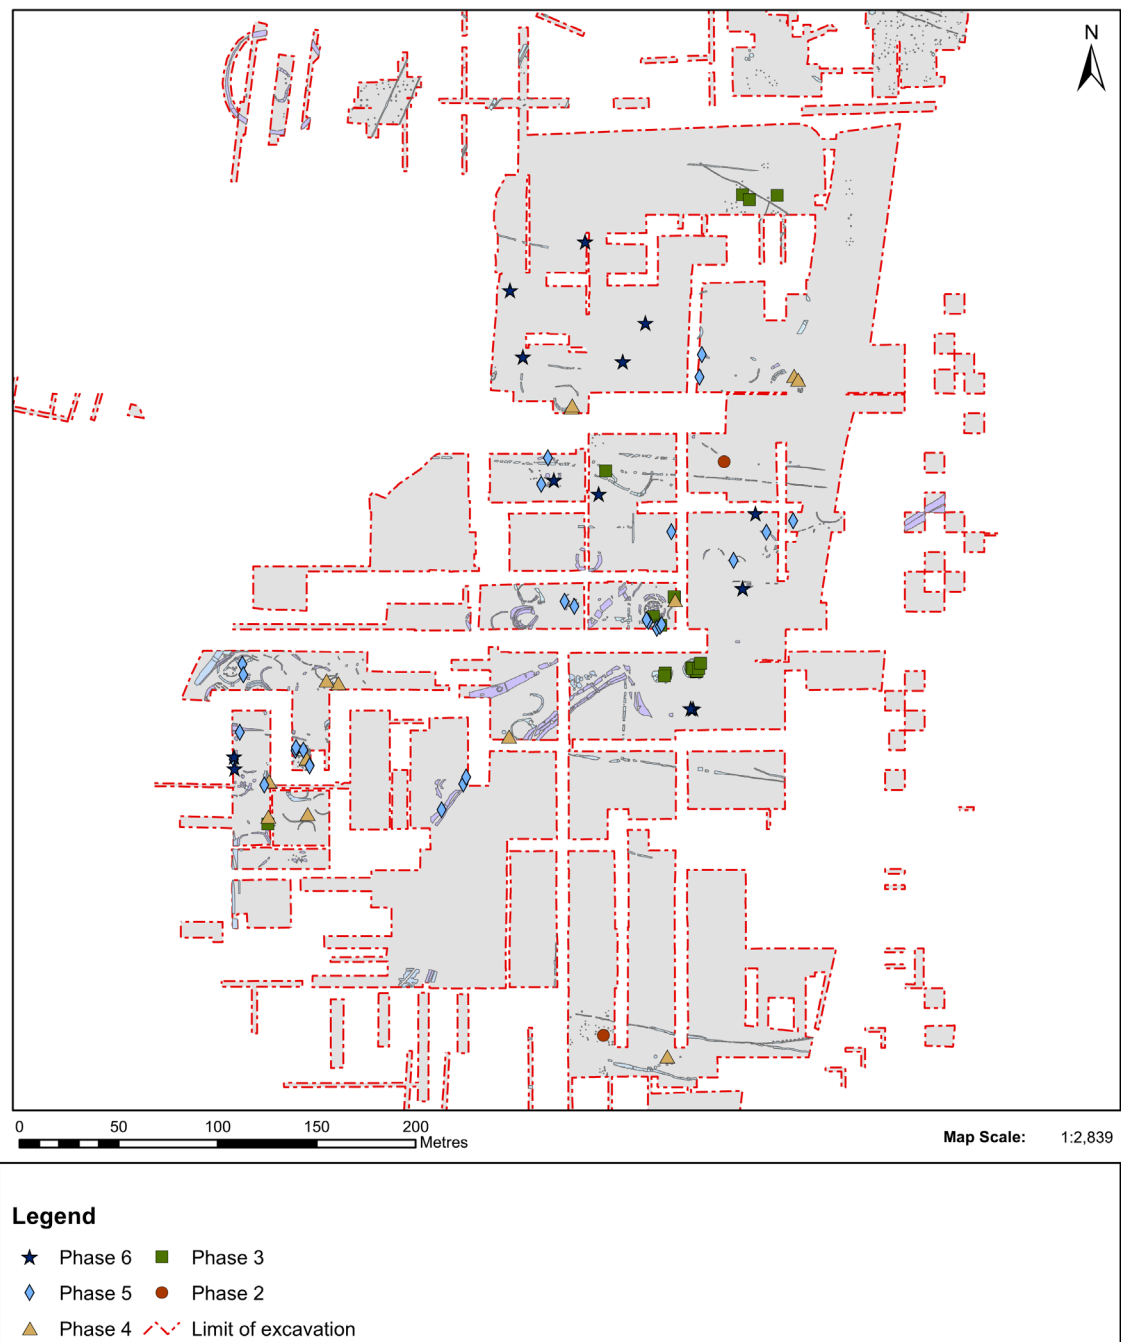 N
0 50 100 150 200
Metres
Map Scale: 1:2,839
Legend
Phase 6 Phase 3
Phase 5 Phase 2
Phase 4 Limit of excavation